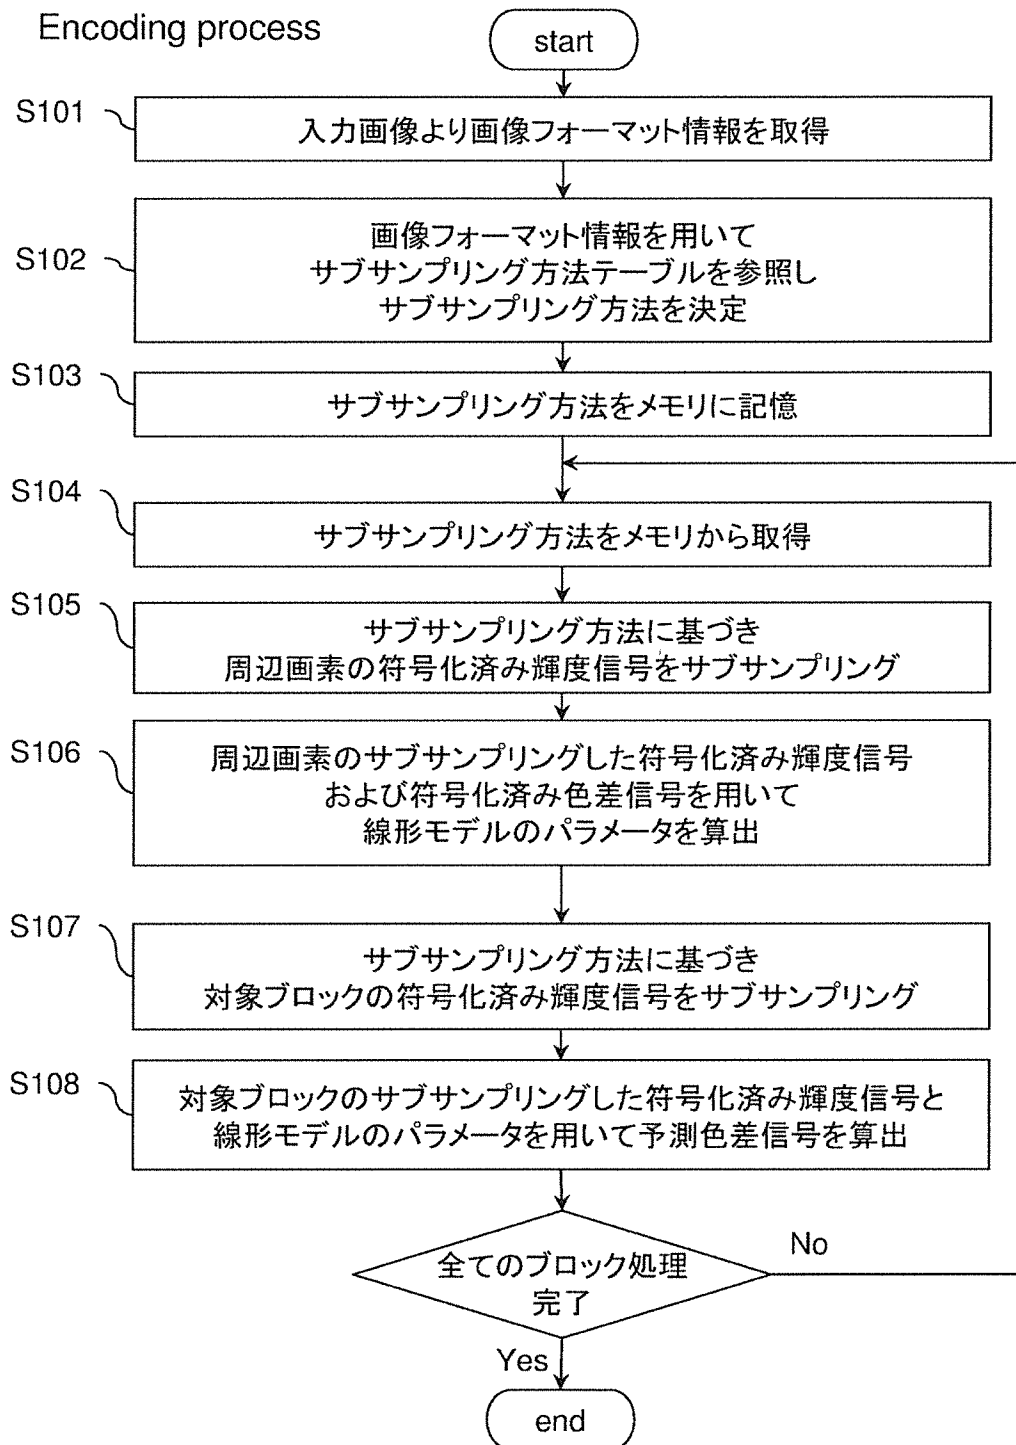 Encoding process
start
S101
入力画像より画像フォーマット情報を取得
S102
画像フォーマット情報を用いて
サブサンプリング方法テーブルを参照し
サブサンプリング方法を決定
S103
サブサンプリング方法をメモリに記憶
S104
サブサンプリング方法をメモリから取得
S105
サブサンプリング方法に基づき
周辺画素の符号化済み輝度信号をサブサンプリング
S106
周辺画素のサブサンプリングした符号化済み輝度信号
および符号化済み色差信号を用いて
線形モデルのパラメータを算出
S107
サブサンプリング方法に基づき
対象ブロックの符号化済み輝度信号をサブサンプリング
S108
対象ブロックのサブサンプリングした符号化済み輝度信号と
線形モデルのパラメータを用いて予測色差信号を算出
全てのブロック処理
完了
No
Yes
end